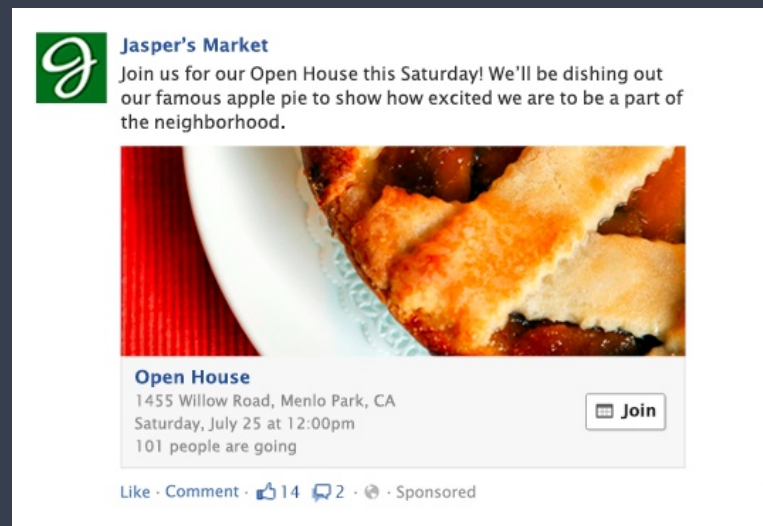 Jasper's Market
Join us for our Open House this Saturday! We'll be dishing out
our famous apple pie to show how excited we are to be a part of
the neighborhood.
Open House
1455 Willow Road, Menlo Park, CA
Saturday, July 25 at 12:00pm
101 people are going
Join
Like · Comment · 14 2 · · Sponsored